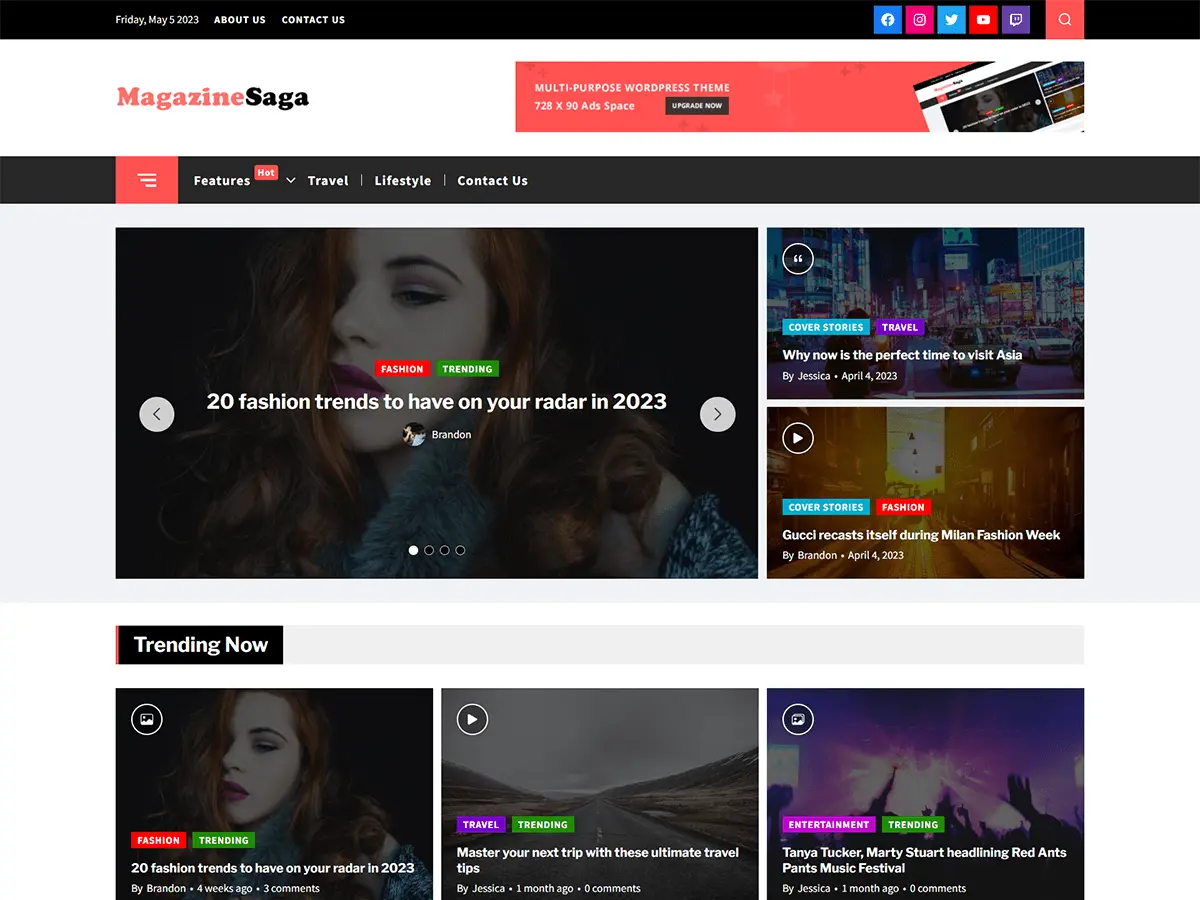 Friday, May 5 2023 ABOUT US CONTACT US
MagazineSaga
MULTI-PURPOSE WORDPRESS THEME
728 X 90 Ads Space UPGRADE NOW
Features Hot Travel Lifestyle Contact Us
FASHION TRENDING
20 fashion trends to have on your radar in 2023
Brandon
COVER STORIES TRAVEL
Why now is the perfect time to visit Asia
By Jessica • April 4, 2023
COVER STORIES FASHION
Gucci recasts itself during Milan Fashion Week
By Brandon • April 4, 2023
Trending Now
FASHION TRENDING
20 fashion trends to have on your radar in 2023
By Brandon • 4 weeks ago • 3 comments
TRAVEL TRENDING
Master your next trip with these ultimate travel
tips
By Jessica • 1 month ago • 0 comments
ENTERTAINMENT TRENDING
Tanya Tucker, Marty Stuart headlining Red Ants
Pants Music Festival
By Jessica • 1 month ago • 0 comments